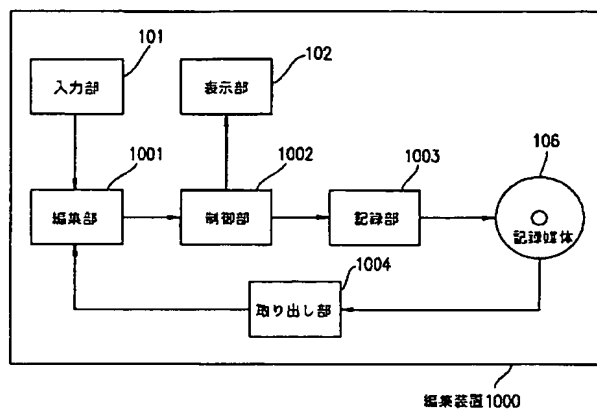 101
102
入力部
表示部
1001
1002
1003
106
編集部
制御部
記録部
記録媒体
1004
取り出し部
編集装置1000